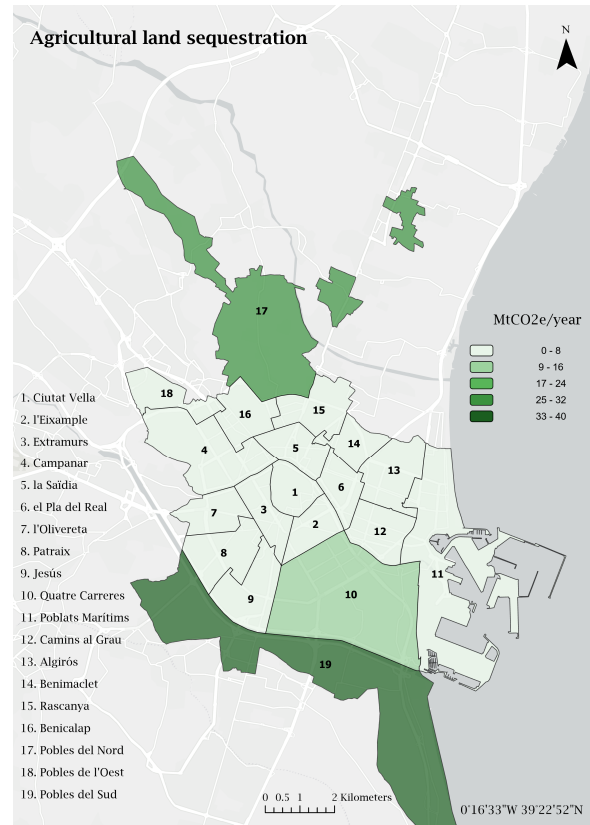 Agricultural land sequestration
N
17
MtCO2e/year
0 - 8
9 - 16
17 - 24
25 - 32
33 - 40
18
16
15
14
4
5
13
6
1
3
7
2
12
8
11
9
10
19
1. Ciutat Vella
2. l'Eixample
3. Extramurs
4. Campanar
5. la Saïdia
6. el Pla del Real
7. l'Olivereta
8. Patraix
9. Jesús
10. Quatre Carreres
11. Poblats Marítims
12. Camins al Grau
13. Algirós
14. Benimaclet
15. Rascanya
16. Benicalap
17. Pobles del Nord
18. Pobles de l'Oest
19. Pobles del Sud
0 0.5 1 2 Kilometers
0'16'33"W 39'22'52"N